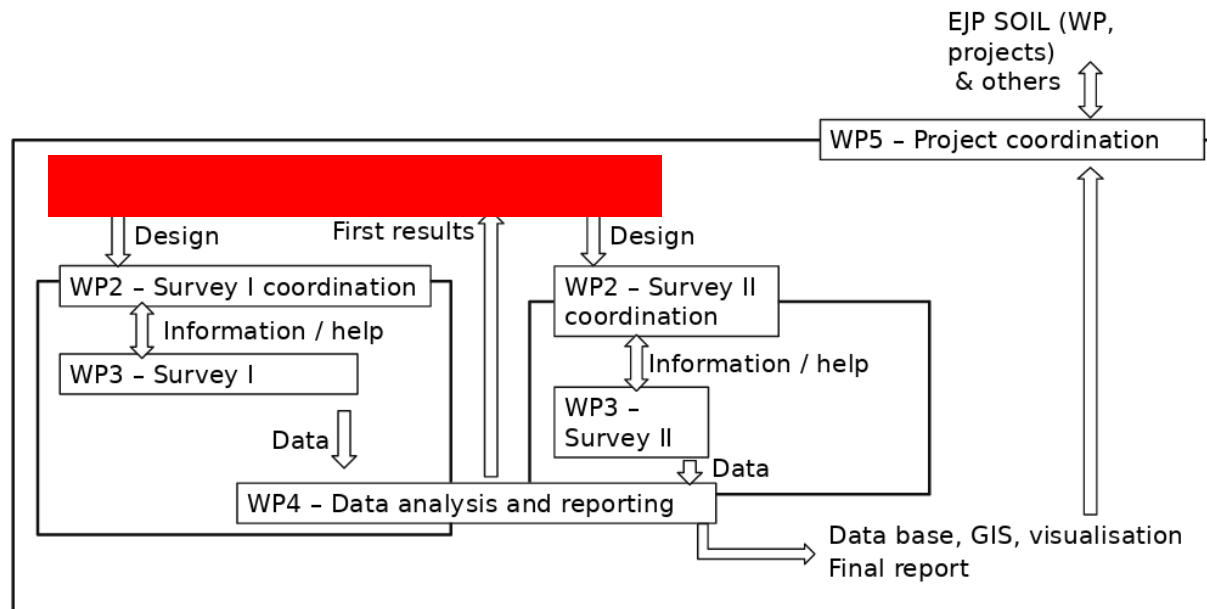 EJP SOIL (WP,
projects)
& others
WP5 – Project coordination
Design
First results
Design
WP2 – Survey I coordination
WP2 – Survey II
coordination
Information / help
Information / help
WP3 – Survey I
WP3 –
Survey II
Data
Data
WP4 – Data analysis and reporting
Data base, GIS, visualisation
Final report